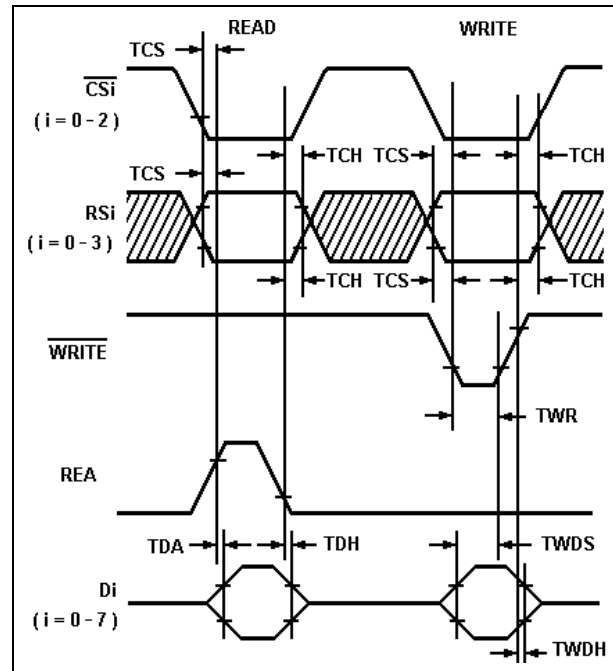 READ WRITE
TCS
CSi
( i = 0 - 2 )
TCH TCS TCH
TCS
RSi
( i = 0 - 3 )
TCH TCS TCH
WRITE
TWR
REA
TDA TDH TWDS
Di
( i = 0 - 7 )
TWDH